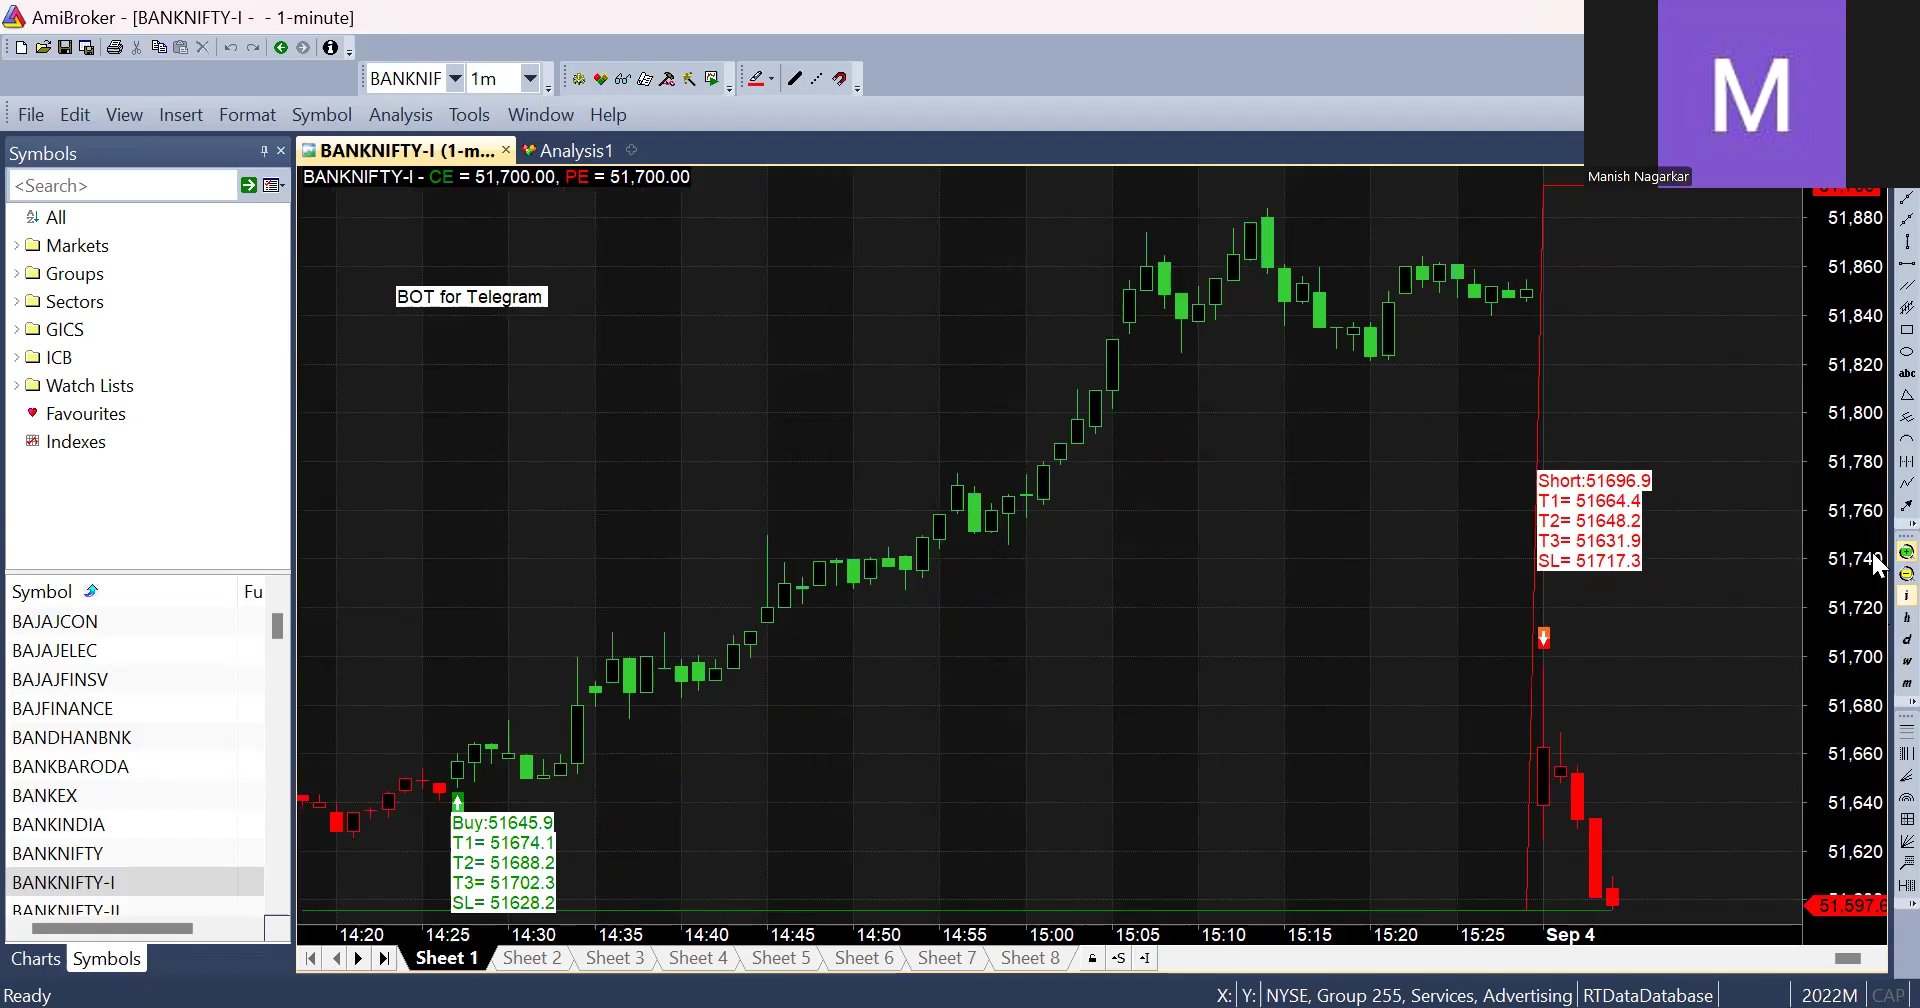 AmiBroker - [BANKNIFTY-I - - 1-minute]
BANKNIF 1m
File Edit View Insert Format Symbol Analysis Tools Window Help
M
Manish Nagarkar
Symbols
<Search>
All
Markets
Groups
Sectors
GICS
ICB
Watch Lists
Favourites
Indexes
Symbol Fu
BAJAJCON
BAJAJELEC
BAJAJFINSV
BAJFINANCE
BANDHANBNK
BANKBARODA
BANKEX
BANKINDIA
BANKNIFTY
BANKNIFTY-I
BANKNIFTY-II
Charts Symbols
BANKNIFTY-I (1-m... Analysis1
BANKNIFTY-I - CE = 51,700.00, PE = 51,700.00
BOT for Telegram
Buy:51645.9
T1= 51674.1
T2= 51688.2
T3= 51702.3
SL= 51628.2
Short:51696.9
T1= 51664.4
T2= 51648.2
T3= 51631.9
SL= 51717.3
51,880
51,860
51,840
51,820
51,800
51,780
51,760
51,740
51,720
51,700
51,680
51,660
51,640
51,620
51,597.6
14:20 14:25 14:30 14:35 14:40 14:45 14:50 14:55 15:00 15:05 15:10 15:15 15:20 15:25 Sep 4
Sheet 1 Sheet 2 Sheet 3 Sheet 4 Sheet 5 Sheet 6 Sheet 7 Sheet 8
abc
i
h
d
w
m
Ready X: Y: NYSE, Group 255, Services, Advertising RTDataDatabase 2022M CAP